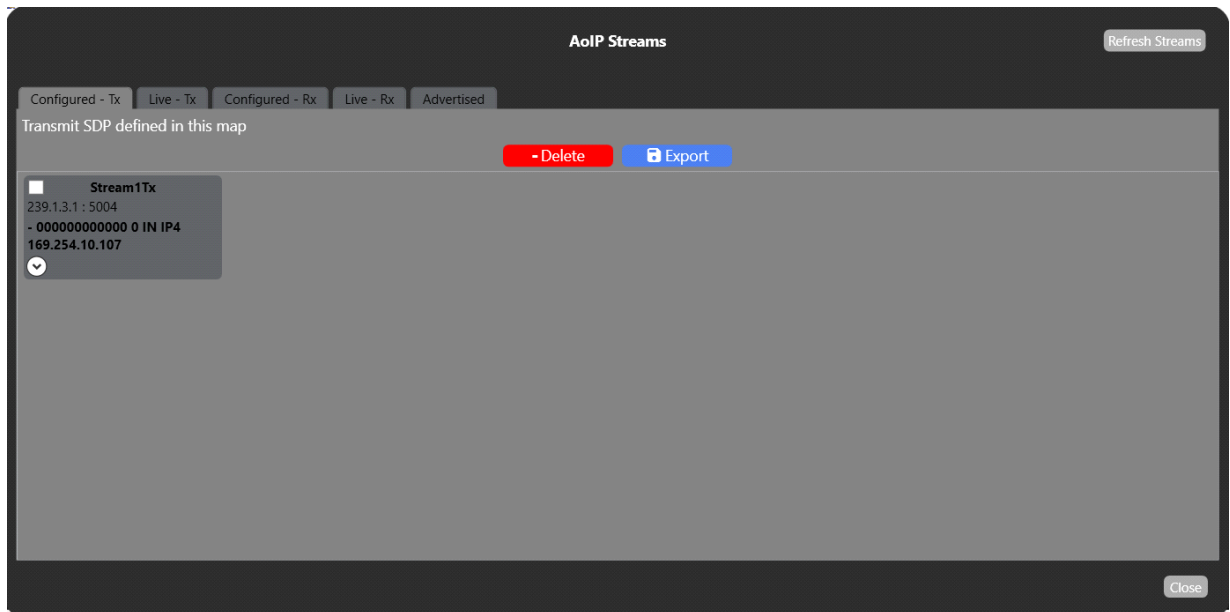 AoIP Streams
Refresh Streams
Configured - Tx
Live - Tx
Configured - Rx
Live - Rx
Advertised
Transmit SDP defined in this map
- Delete
Export
Stream1Tx
239.1.3.1 : 5004
- 000000000000 0 IN IP4
169.254.10.107
Close